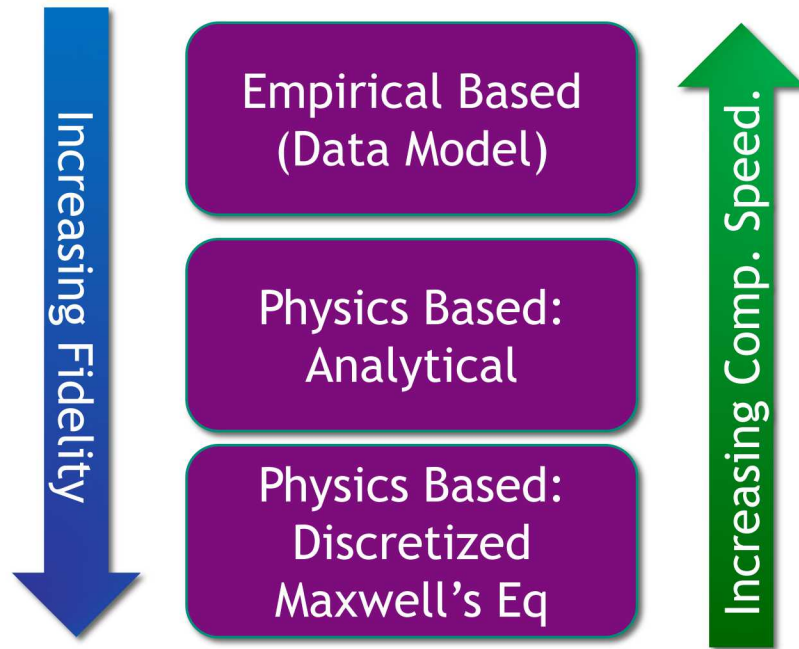 Increasing Fidelity
Empirical Based
(Data Model)
Physics Based:
Analytical
Physics Based:
Discretized
Maxwell’s Eq
Increasing Comp. Speed.